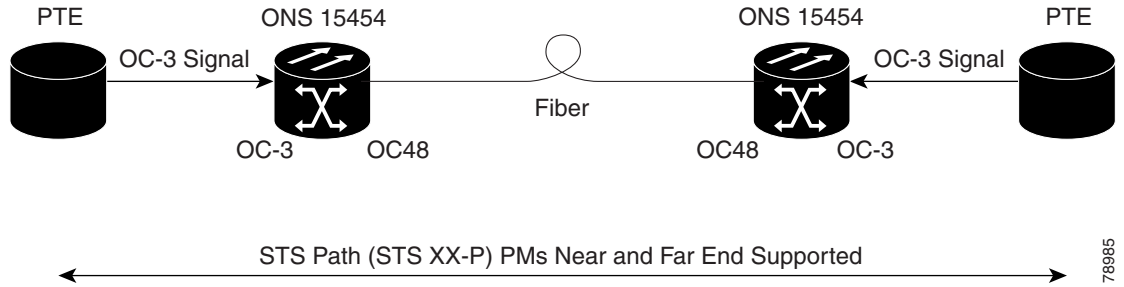 PTE
ONS 15454
ONS 15454
PTE
OC-3 Signal
OC-3 Signal
Fiber
OC-3
OC48
OC48
OC-3
STS Path (STS XX-P) PMs Near and Far End Supported
78985